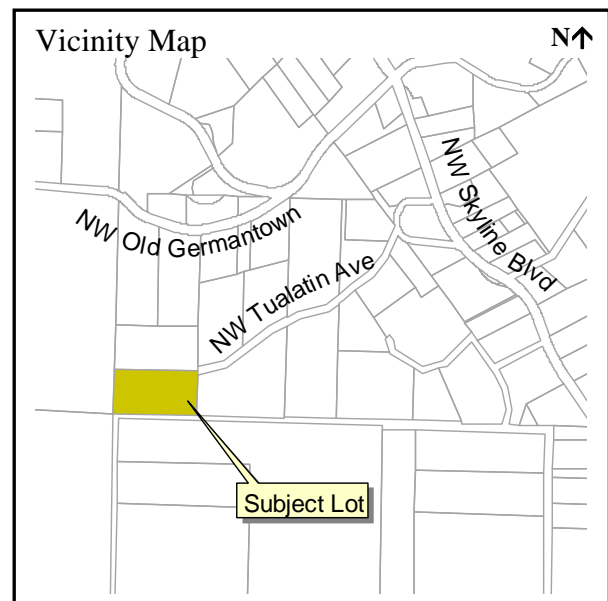 Vicinity Map
N↑
NW Skyline Blvd
NW Old Germantown
NW Tualatin Ave
Subject Lot